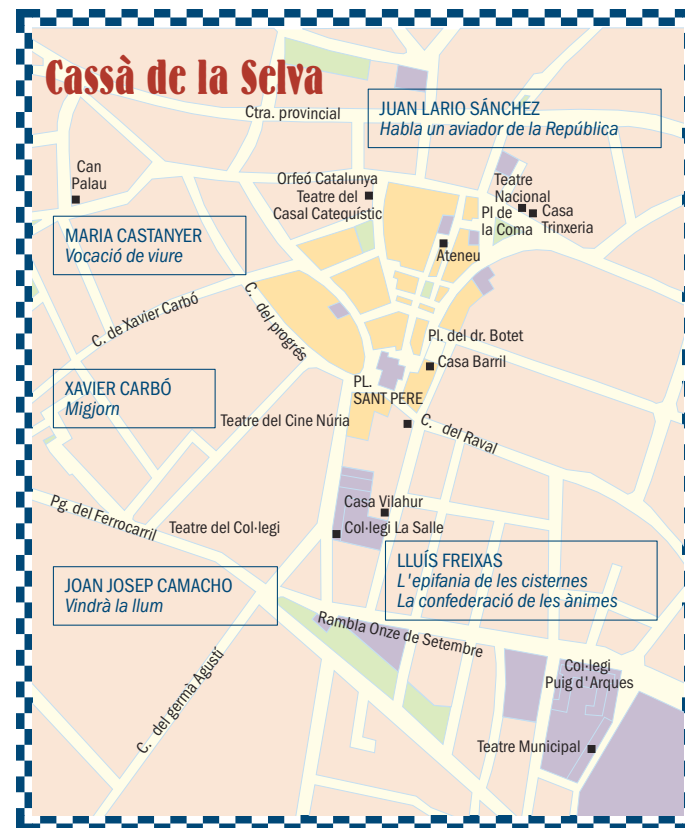 Cassà de la Selva
Ctra. provincial
JUAN LARIO SÁNCHEZ
Habla un aviador de la República
Can
Palau
Orfeó Catalunya
Teatre del
Casal Catequístic
Teatre
Nacional
Pl de
la Coma
Casa
Trinxeria
MARIA CASTANYER
Vocació de viure
Ateneu
C. de Xavier Carbó
C. del progrés
Pl. del dr. Botet
Casa Barril
XAVIER CARBÓ
Migjorn
PL.
SANT PERE
Teatre del Cine Núria
C. del Raval
Pg. del Ferrocarril
Teatre del Col·legi
Casa Vilahur
Col·legi La Salle
LLUÍS FREIXAS
L'epifania de les cisternes
La confederació de les ànimes
JOAN JOSEP CAMACHO
Vindrà la llum
Rambla Onze de Setembre
C. del germà Agustí
Col·legi
Puig d'Arques
Teatre Municipal